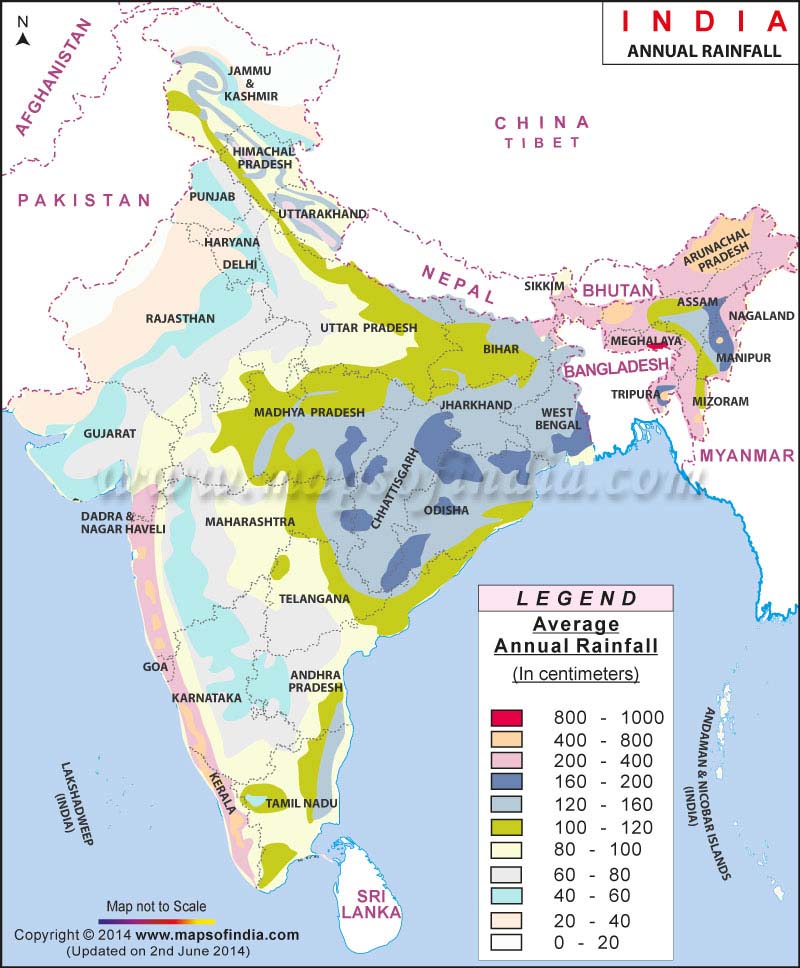 INDIA
ANNUAL RAINFALL
N
AFGHANISTAN
JAMMU
&
KASHMIR
CHINA
TIBET
HIMACHAL
PRADESH
PAKISTAN
PUNJAB
UTTARAKHAND
HARYANA
DELHI
NEPAL
SIKKIM
BHUTAN
ARUNACHAL
PRADESH
ASSAM
NAGALAND
RAJASTHAN
UTTAR PRADESH
BIHAR
MEGHALAYA
MANIPUR
BANGLADESH
TRIPURA
MIZORAM
MADHYA PRADESH
JHARKHAND
WEST
BENGAL
GUJARAT
MYANMAR
www.mapsofindia.com
CHHATTISGARH
DADRA &
NAGAR HAVELI
MAHARASHTRA
ODISHA
TELANGANA
GOA
KARNATAKA
ANDHRA
PRADESH
LAKSHADWEEP
(INDIA)
KERALA
TAMIL NADU
SRI
LANKA
ANDAMAN & NICOBAR ISLANDS
(INDIA)
LEGEND
Average
Annual Rainfall
(In centimeters)
800 - 1000
400 - 800
200 - 400
160 - 200
120 - 160
100 - 120
80 - 100
60 - 80
40 - 60
20 - 40
0 - 20
Map not to Scale
Copyright © 2014 www.mapsofindia.com
(Updated on 2nd June 2014)